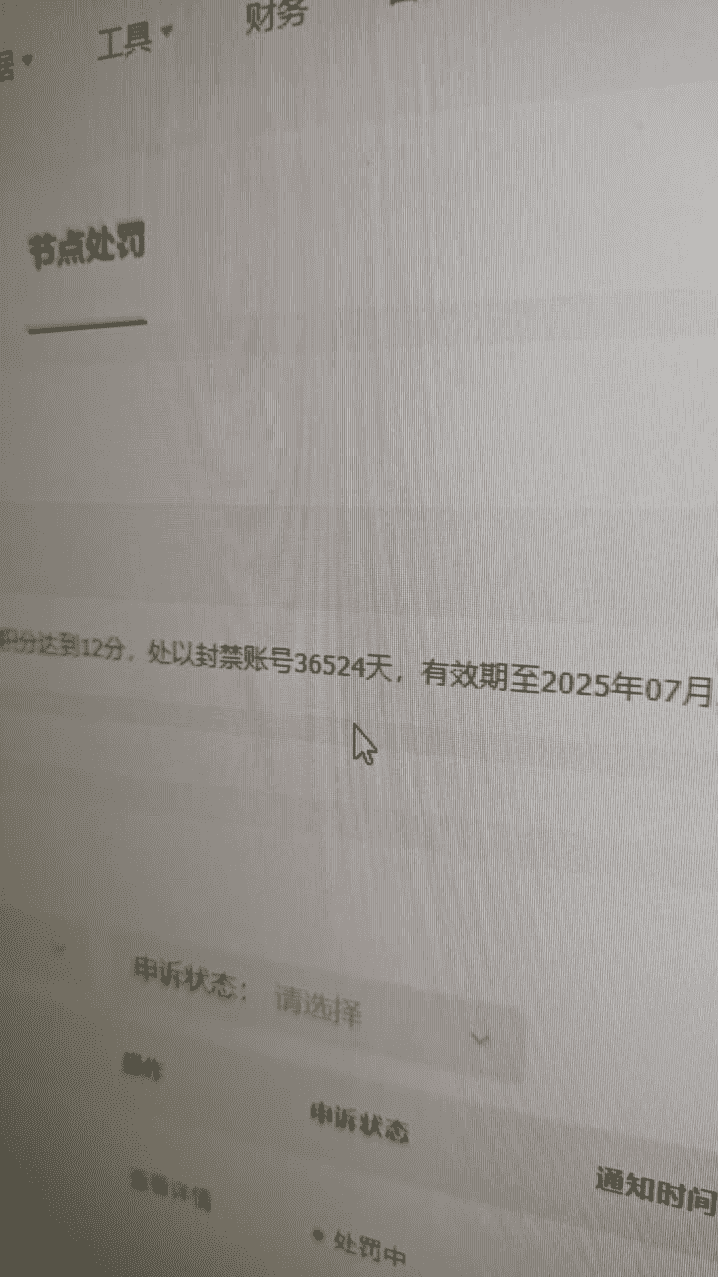 据
工具
财务
节点处罚
积分达到12分，处以封禁账号36524天，有效期至2025年07月
申诉状态： 请选择
操作
申诉状态
通知时间
查看详情
处罚中